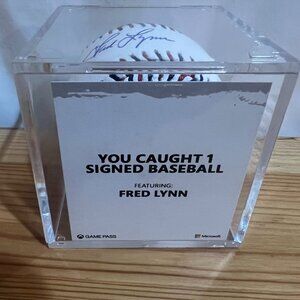 Fred Lynn
YOU CAUGHT 1
SIGNED BASEBALL
FEATURING:
FRED LYNN
GAME PASS
Microsoft